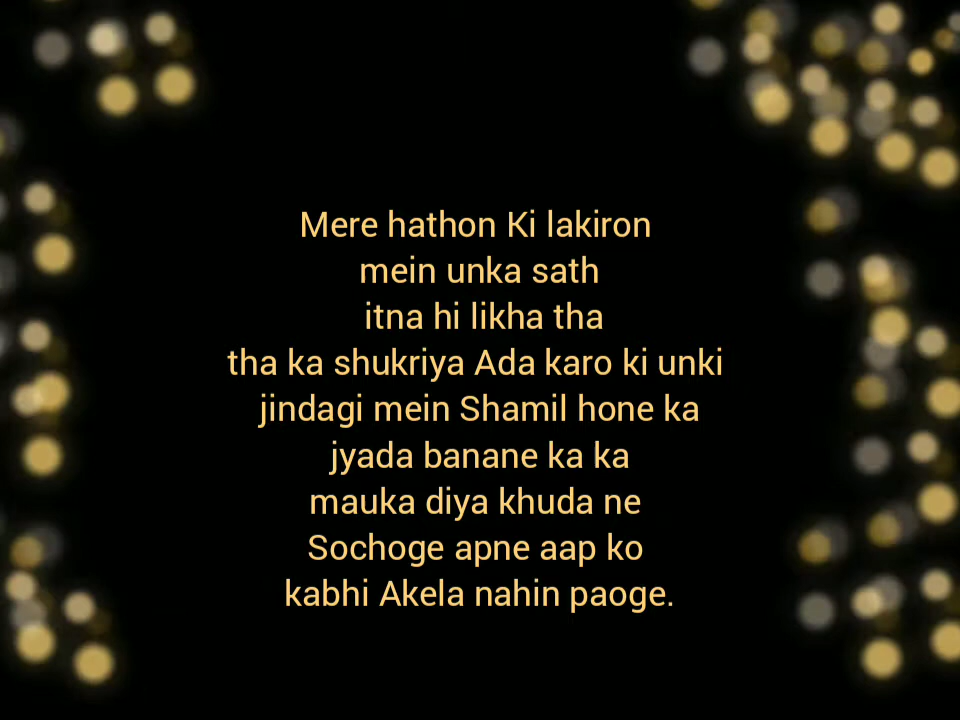 Mere hathon Ki lakiron
mein unka sath
itna hi likha tha
tha ka shukriya Ada karo ki unki
jindagi mein Shamil hone ka
jyada banane ka ka
mauka diya khuda ne
Sochoge apne aap ko
kabhi Akela nahin paoge.